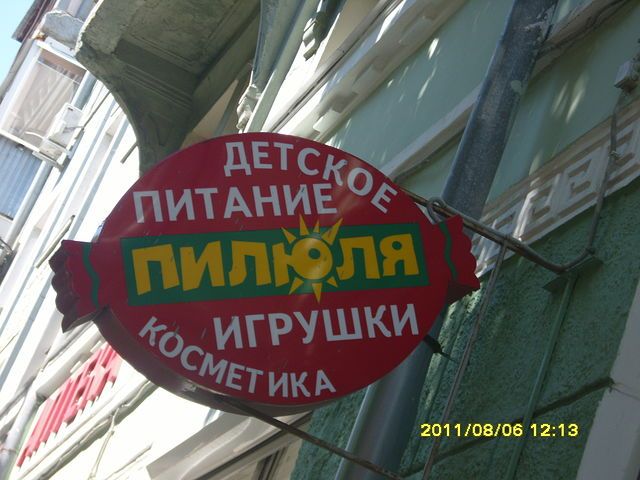 ДЕТСКОЕ
ПИТАНИЕ
ПИЛЮЛЯ
ИГРУШКИ
КОСМЕТИКА
2011/08/06 12:13